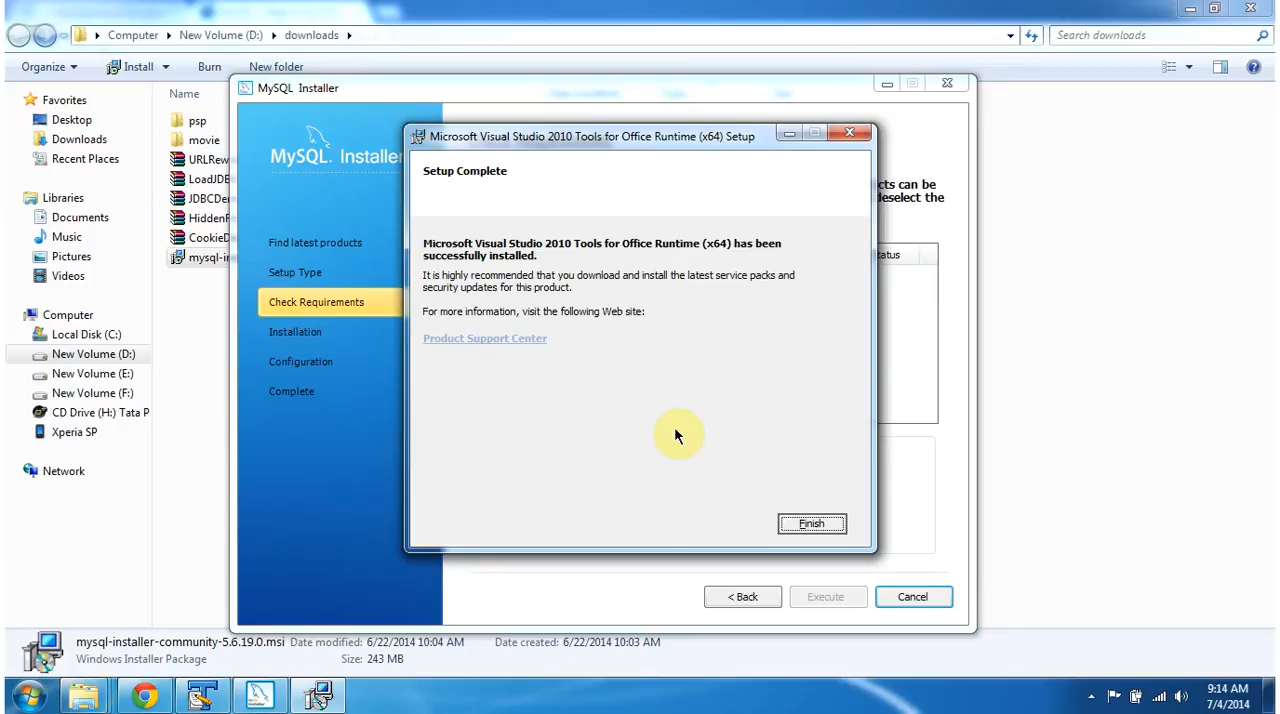 Computer
New Volume (D:)
downloads
Search downloads
Organize
Install
Burn
New folder
Favorites
Desktop
Downloads
Recent Places
Libraries
Documents
Music
Pictures
Videos
Computer
Local Disk (C:)
New Volume (D:)
New Volume (E:)
New Volume (F:)
CD Drive (H:) Tata P
Xperia SP
Network
Name
psp
movie
URLRew
LoadJDB
JDBCDer
HiddenF
CookieD
mysql-in
MySQL Installer
MySQL. Installer
Find latest products
Setup Type
Check Requirements
Installation
Configuration
Complete
cts can be
deselect the
tatus
Microsoft Visual Studio 2010 Tools for Office Runtime (x64) Setup
Setup Complete
Microsoft Visual Studio 2010 Tools for Office Runtime (x64) has been
successfully installed.
It is highly recommended that you download and install the latest service packs and
security updates for this product.
For more information, visit the following Web site:
Product Support Center
Finish
< Back
Execute
Cancel
mysql-installer-community-5.6.19.0.msi Date modified: 6/22/2014 10:04 AM Date created: 6/22/2014 10:03 AM
Windows Installer Package Size: 243 MB
9:14 AM
7/4/2014